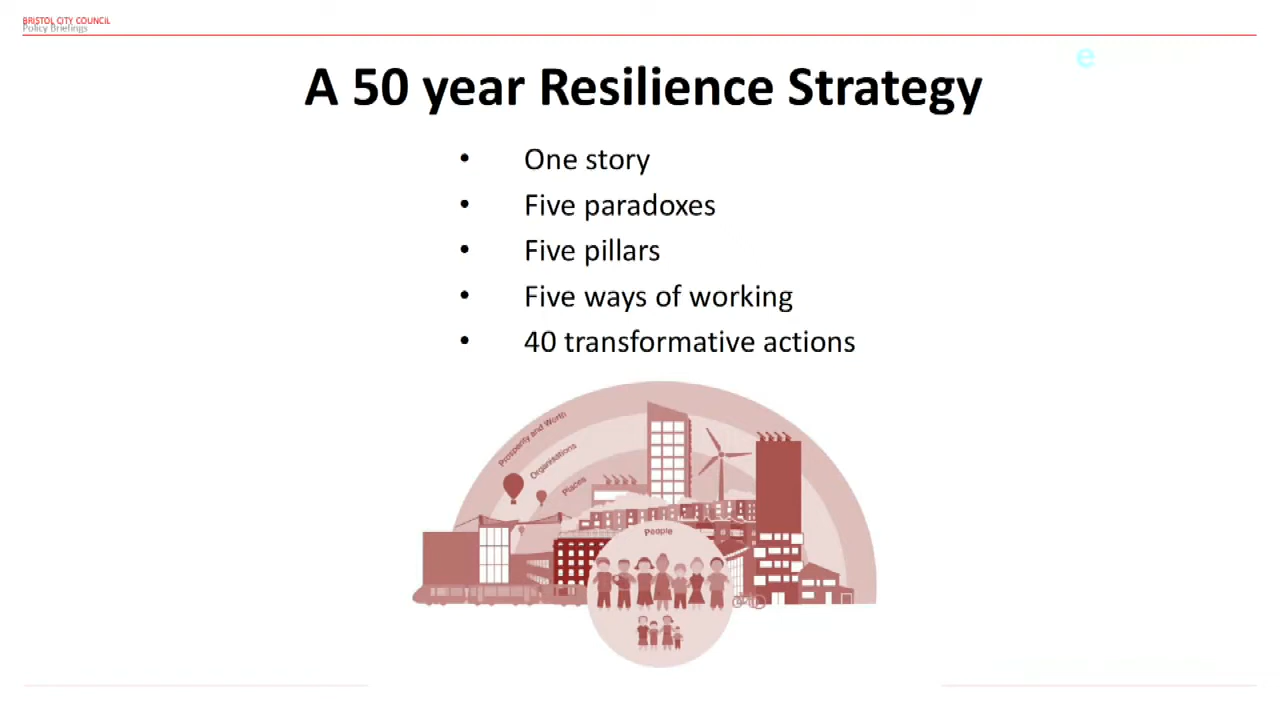 BRISTOL CITY COUNCIL
Policy Briefings
e
A 50 year Resilience Strategy
• One story
• Five paradoxes
• Five pillars
• Five ways of working
• 40 transformative actions
Prosperity and Worth
Organisations
Places
People